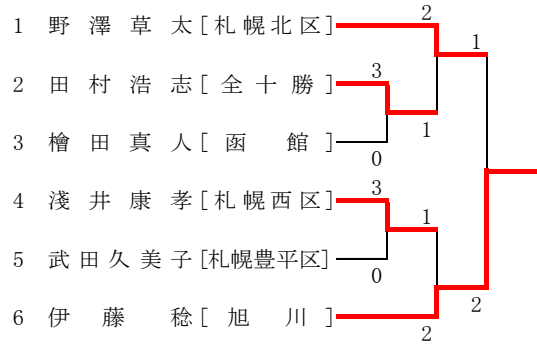 1 野澤草太[札幌北区]
2 田村浩志[全十勝]
3 檜田真人[函館]
4 淺井康孝[札幌西区]
5 武田久美子[札幌豊平区]
6 伊藤稔[旭川]
2
1
3
1
0
3
1
0
2
2